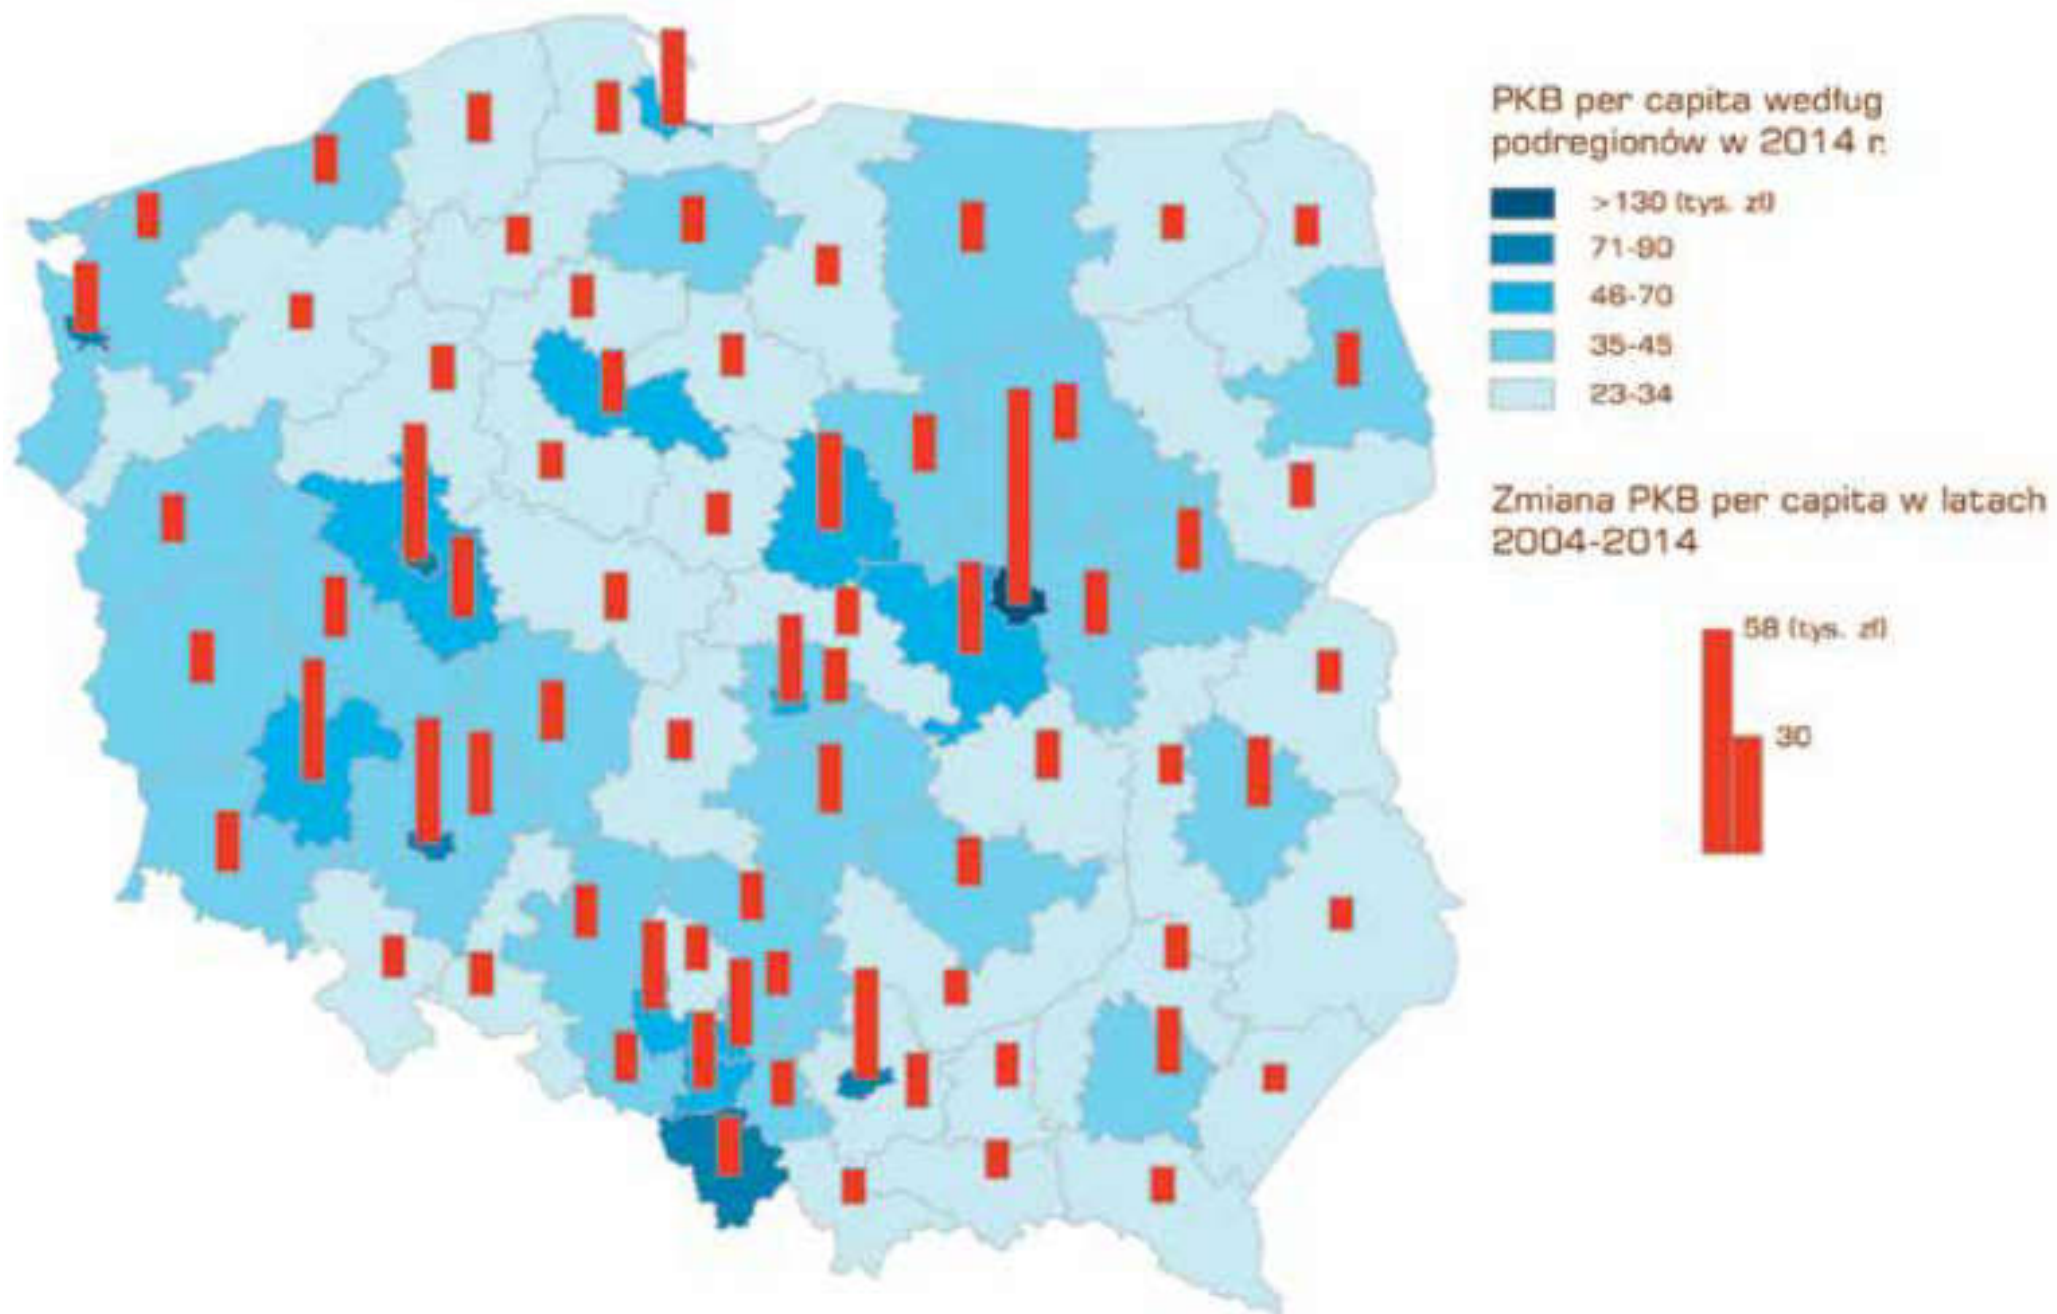 PKB per capita według
podregionów w 2014 r.
>130 (tys. zł)
71-90
46-70
35-45
23-34
Zmiana PKB per capita w latach
2004-2014
58 (tys. zł)
30